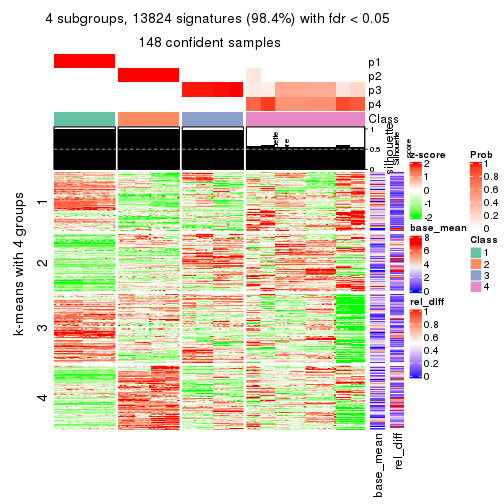 4 subgroups, 13824 signatures (98.4%) with fdr < 0.05
148 confident samples
p1
p2
p3
p4
Class
1
0.5
0
Silhouette
score
silhouette
k-means with 4 groups
1
2
3
4
base_mean
rel_diff
z-score
2
1
0
-1
-2
base_mean
8
6
4
2
0
rel_diff
1
0.8
0.6
0.4
0.2
0
Prob
1
0.8
0.6
0.4
0.2
0
Class
1
2
3
4